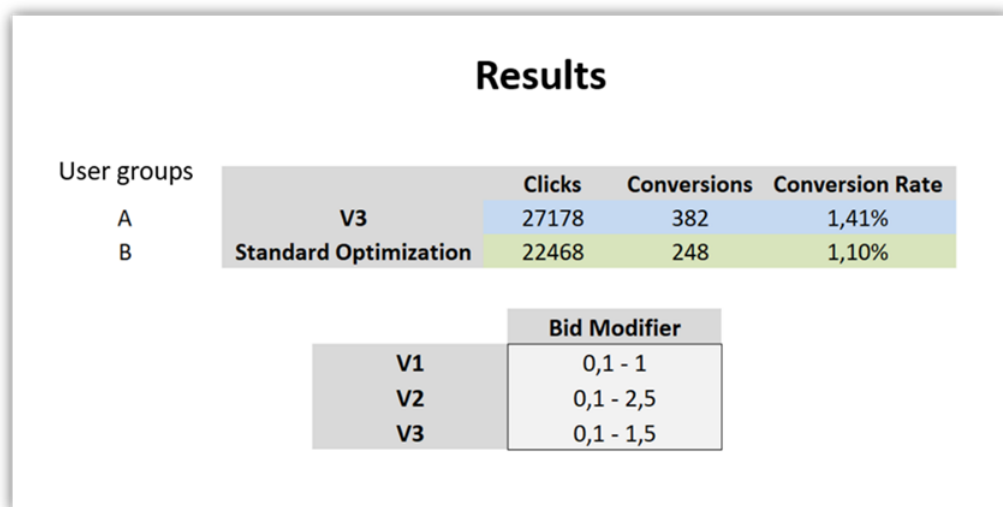 Results
User groups
Clicks Conversions Conversion Rate
A V3 27178 382 1,41%
B Standard Optimization 22468 248 1,10%
Bid Modifier
V1 0,1 - 1
V2 0,1 - 2,5
V3 0,1 - 1,5